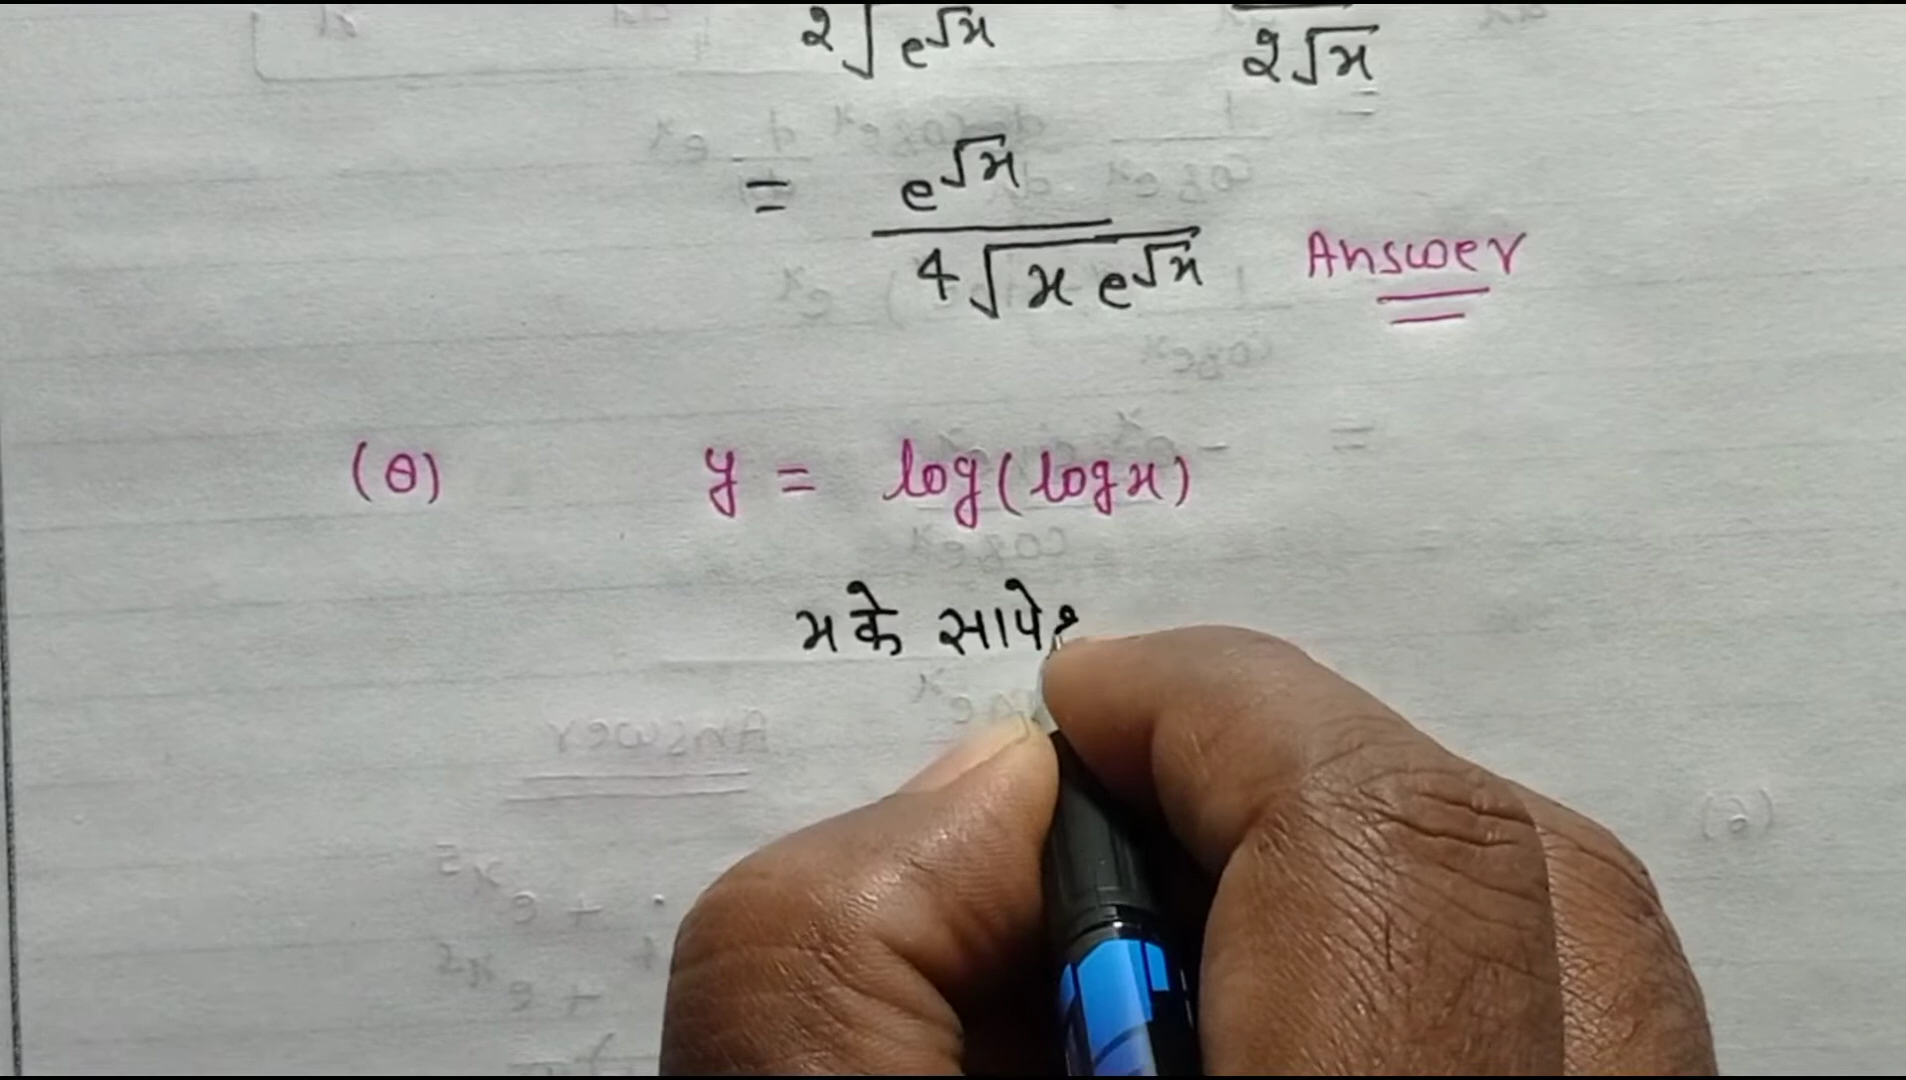 2√e^√x 2√x
= e^√x / 4√x e^√x Answer
(8) y = log(log x)
x के सापे